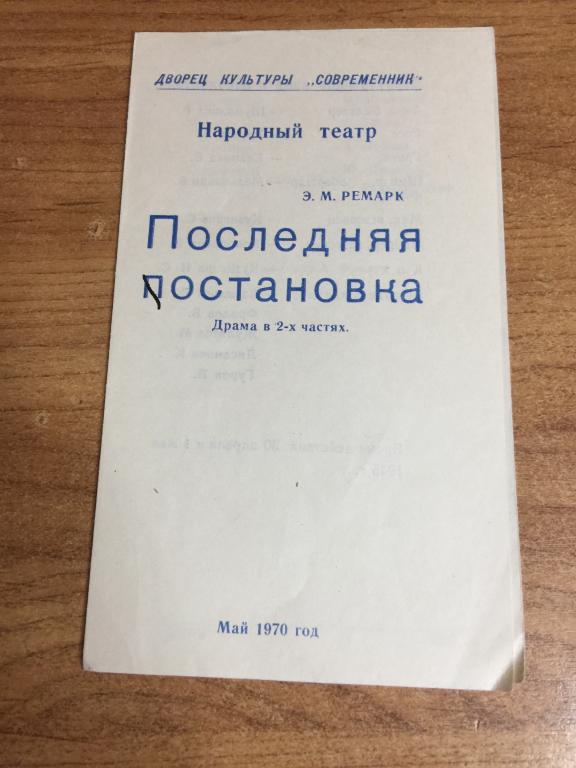 ДВОРЕЦ КУЛЬТУРЫ ,,СОВРЕМЕННИК"
Народный театр
Э. М. РЕМАРК
Последняя
постановка
Драма в 2-х частях.
Май 1970 год